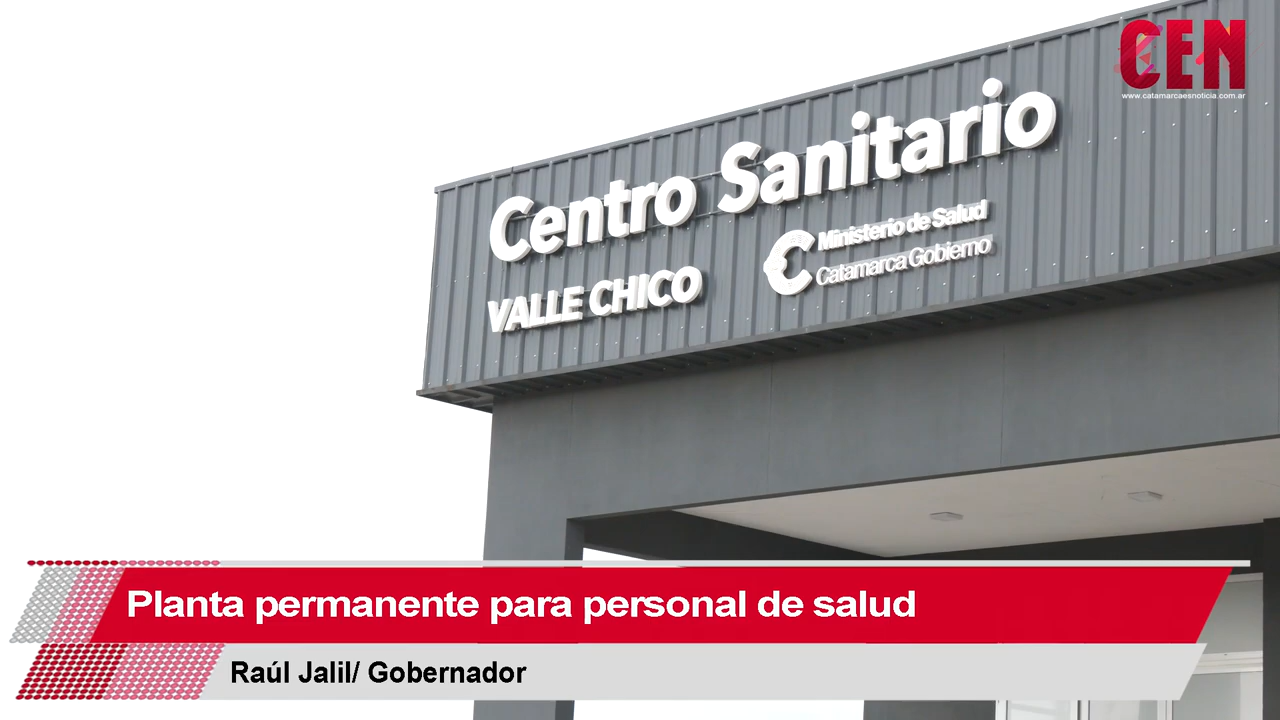 CEN
www.catamarcaesnoticia.com.ar
Centro Sanitario
VALLE CHICO
Ministerio de Salud
Catamarca Gobierno
Planta permanente para personal de salud
Raúl Jalil/ Gobernador